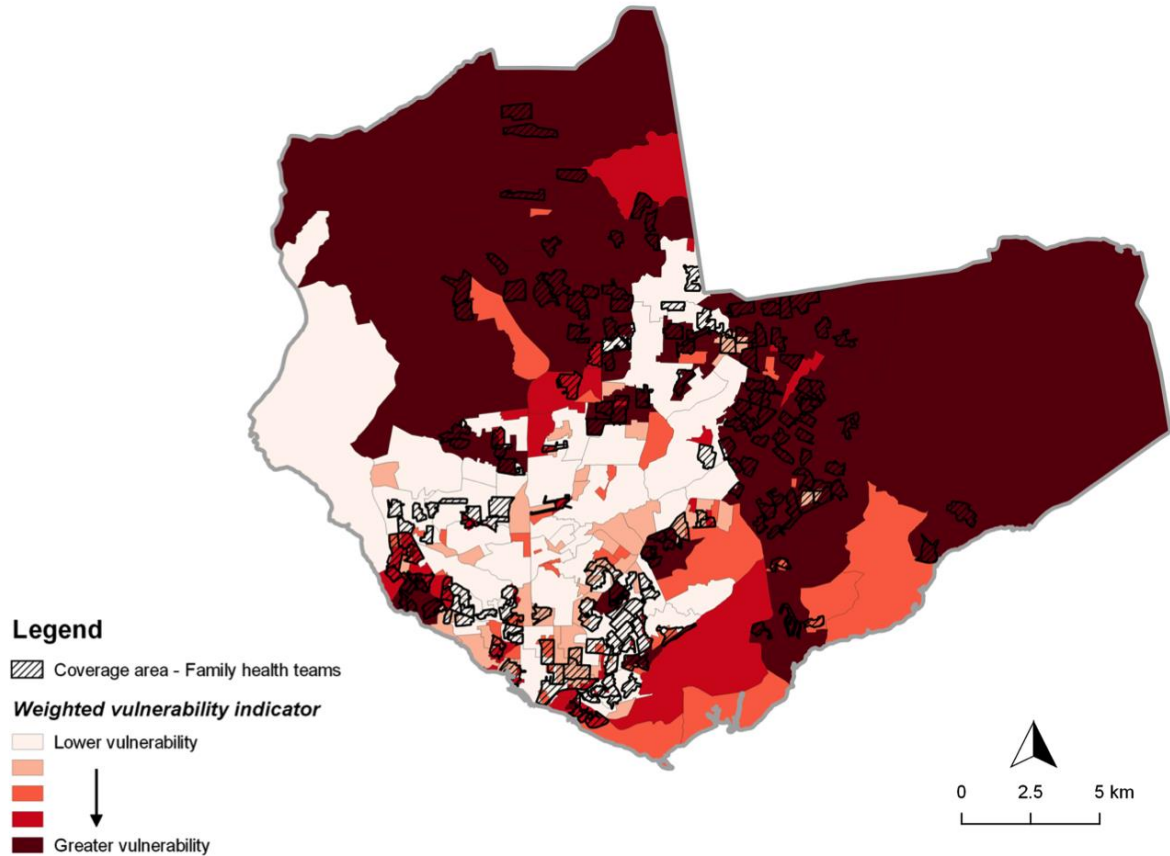 Legend
Coverage area - Family health teams
Weighted vulnerability indicator
Lower vulnerability
Greater vulnerability
0 2.5 5 km